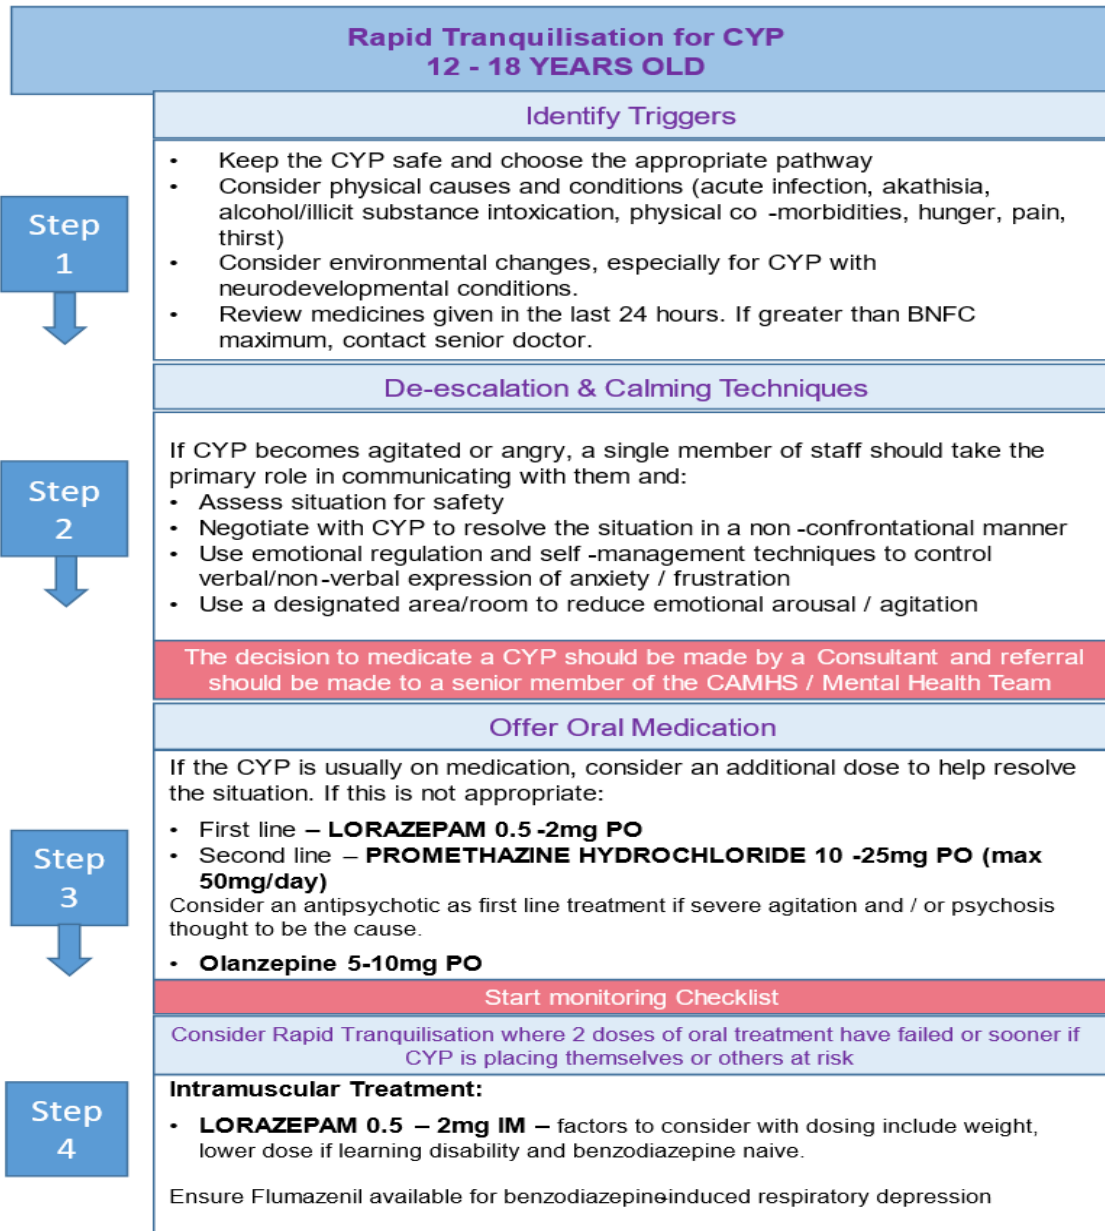 Rapid Tranquilisation for CYP
12 - 18 YEARS OLD
Identify Triggers
Step
1
• Keep the CYP safe and choose the appropriate pathway
• Consider physical causes and conditions (acute infection, akathisia,
alcohol/illicit substance intoxication, physical co -morbidities, hunger, pain,
thirst)
• Consider environmental changes, especially for CYP with
neurodevelopmental conditions.
• Review medicines given in the last 24 hours. If greater than BNFC
maximum, contact senior doctor.
De-escalation & Calming Techniques
Step
2
If CYP becomes agitated or angry, a single member of staff should take the
primary role in communicating with them and:
• Assess situation for safety
• Negotiate with CYP to resolve the situation in a non -confrontational manner
• Use emotional regulation and self -management techniques to control
verbal/non-verbal expression of anxiety / frustration
• Use a designated area/room to reduce emotional arousal / agitation
The decision to medicate a CYP should be made by a Consultant and referral
should be made to a senior member of the CAMHS / Mental Health Team
Offer Oral Medication
Step
3
If the CYP is usually on medication, consider an additional dose to help resolve
the situation. If this is not appropriate:
• First line – LORAZEPAM 0.5 -2mg PO
• Second line – PROMETHAZINE HYDROCHLORIDE 10 -25mg PO (max
50mg/day)
Consider an antipsychotic as first line treatment if severe agitation and / or psychosis
thought to be the cause.
• Olanzepine 5-10mg PO
Start monitoring Checklist
Consider Rapid Tranquilisation where 2 doses of oral treatment have failed or sooner if
CYP is placing themselves or others at risk
Step
4
Intramuscular Treatment:
• LORAZEPAM 0.5 – 2mg IM – factors to consider with dosing include weight,
lower dose if learning disability and benzodiazepine naive.
Ensure Flumazenil available for benzodiazepine-induced respiratory depression